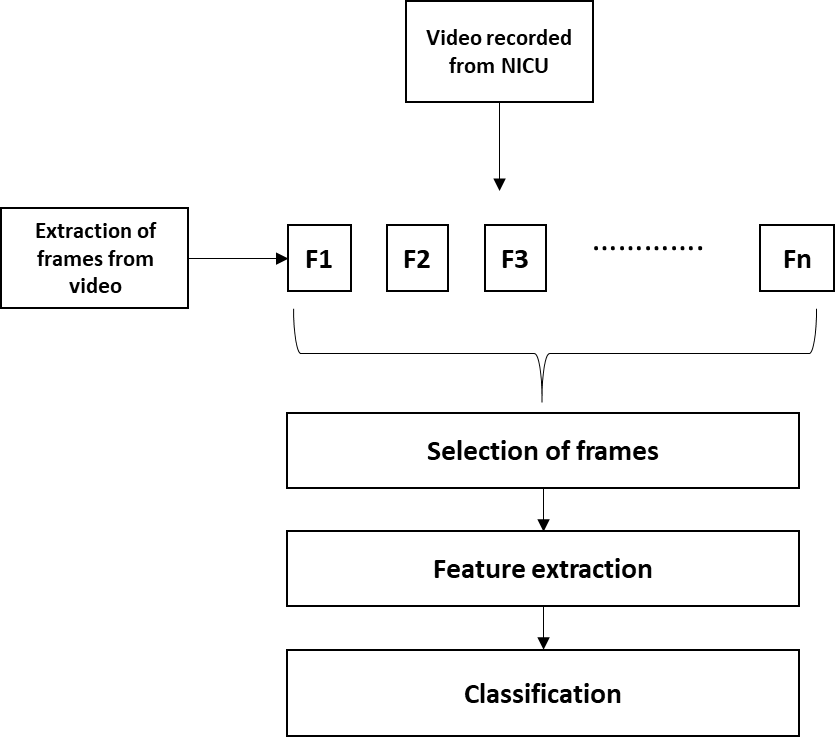 Video recorded
from NICU
Extraction of
frames from
video
F1
F2
F3
.............
Fn
Selection of frames
Feature extraction
Classification